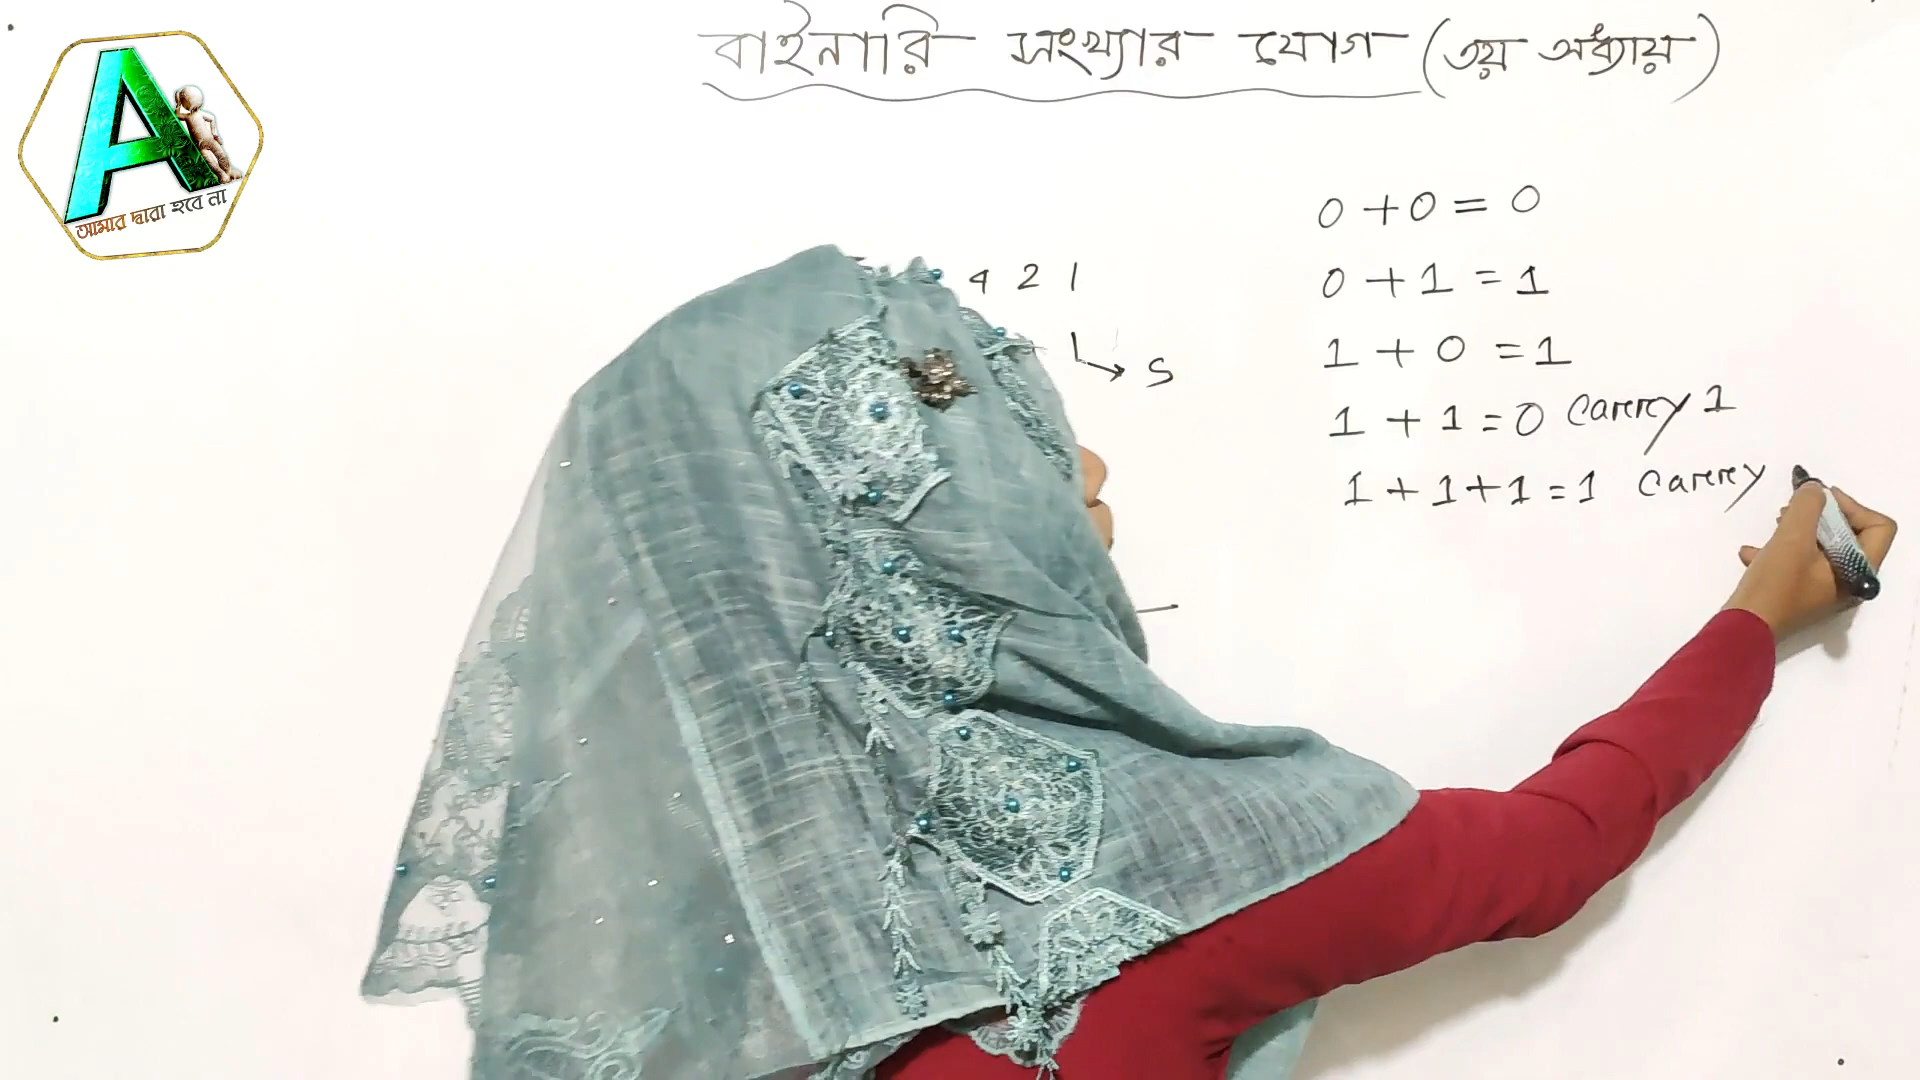 বাইনারি সংখ্যার যোগ (৩য় অধ্যায়)
আমার দ্বারা হবে না
0 + 0 = 0
4 2 1
0 + 1 = 1
1 → S
1 + 0 = 1
1 + 1 = 0 Carry 1
1 + 1 + 1 = 1 Carry